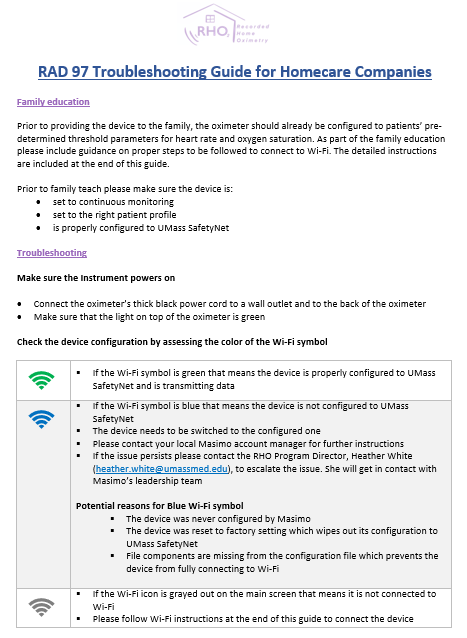 RHO
Recorded
Home
Oximetry
RAD 97 Troubleshooting Guide for Homecare Companies
Family education
Prior to providing the device to the family, the oximeter should already be configured to patients' pre-
determined threshold parameters for heart rate and oxygen saturation. As part of the family education
please include guidance on proper steps to be followed to connect to Wi-Fi. The detailed instructions
are included at the end of this guide.
Prior to family teach please make sure the device is:
• set to continuous monitoring
• set to the right patient profile
• is properly configured to UMass SafetyNet
Troubleshooting
Make sure the Instrument powers on
• Connect the oximeter's thick black power cord to a wall outlet and to the back of the oximeter
• Make sure that the light on top of the oximeter is green
Check the device configuration by assessing the color of the Wi-Fi symbol
▪ If the Wi-Fi symbol is green that means the device is properly configured to UMass
SafetyNet and is transmitting data
▪ If the Wi-Fi symbol is blue that means the device is not configured to UMass
SafetyNet
▪ The device needs to be switched to the configured one
▪ Please contact your local Masimo account manager for further instructions
▪ If the issue persists please contact the RHO Program Director, Heather White
(heather.white@umassmed.edu), to escalate the issue. She will get in contact with
Masimo's leadership team
Potential reasons for Blue Wi-Fi symbol
▪ The device was never configured by Masimo
▪ The device was reset to factory setting which wipes out its configuration to
UMass SafetyNet
▪ File components are missing from the configuration file which prevents the
device from fully connecting to Wi-Fi
▪ If the Wi-Fi icon is grayed out on the main screen that means it is not connected to
Wi-Fi
▪ Please follow Wi-Fi instructions at the end of this guide to connect the device